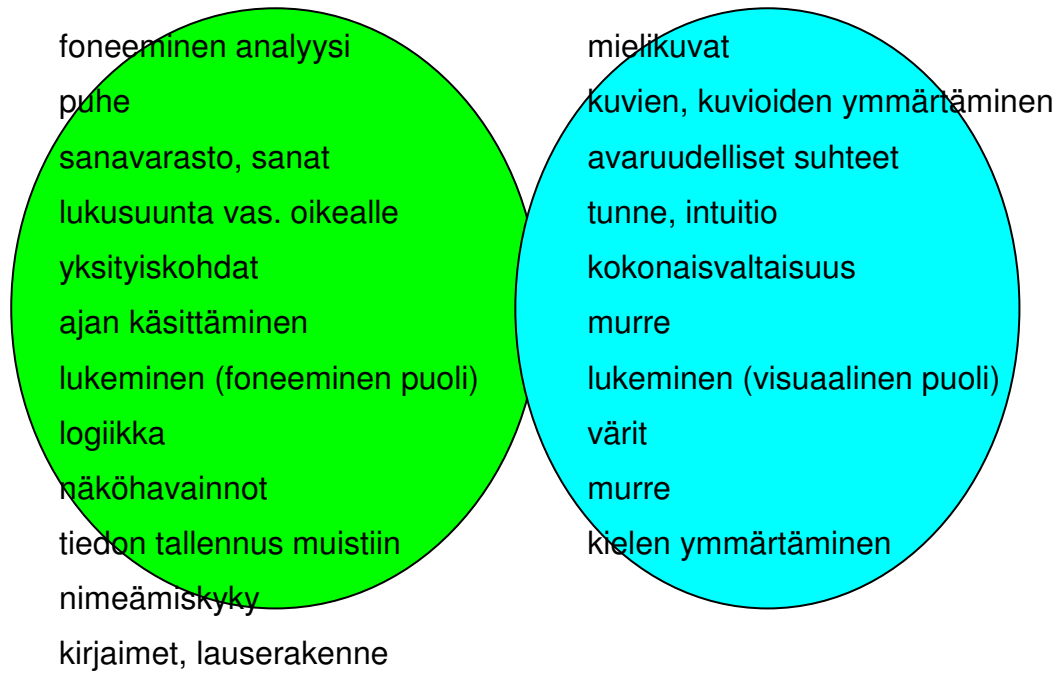 foneeminen analyysi
puhe
sanavarasto, sanat
lukusuunta vas. oikealle
yksityiskohdat
ajan käsittäminen
lukeminen (foneeminen puoli)
logiikka
näköhavainnot
tiedon tallennus muistiin
nimeämiskyky
kirjaimet, lauserakenne
mielikuvat
kuvien, kuvioiden ymmärtäminen
avaruudelliset suhteet
tunne, intuitio
kokonaisvaltaisuus
murre
lukeminen (visuaalinen puoli)
värit
murre
kielen ymmärtäminen